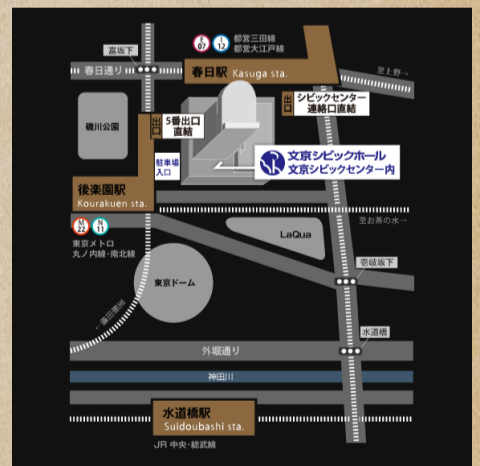 富坂下
E
07
I
12
都営三田線
都営大江戸線
春日通り
春日駅 Kasuga sta.
至上野→
出口
シビックセンター
連絡口直結
礫川公園
出口
5番出口
直結
駐車場
入口
文京シビックホール
文京シビックセンター内
後楽園駅
Kourakuen sta.
至お茶の水→
M
22
N
11
東京メトロ
丸ノ内線・南北線
LaQua
壱岐坂下
東京ドーム
水道橋
外堀通り
神田川
水道橋駅
Suidoubashi sta.
JR 中央・総武線